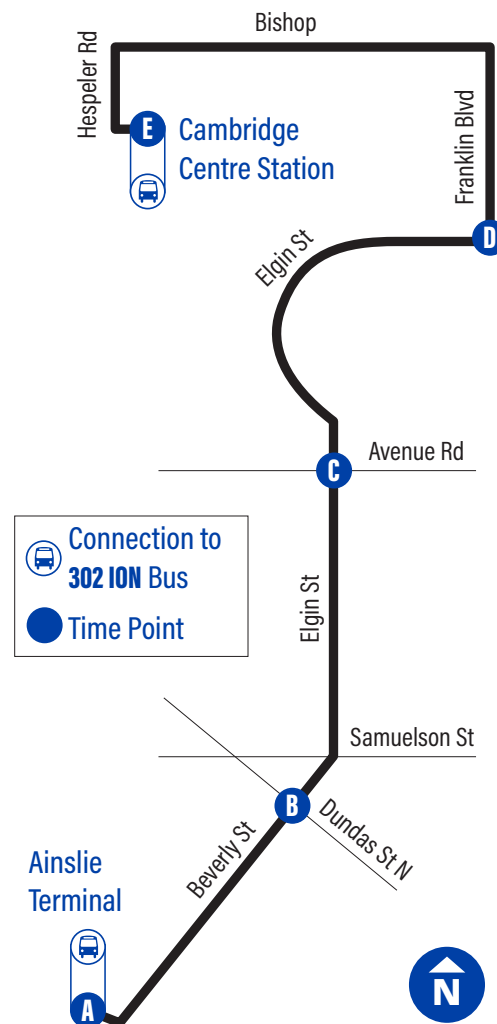 Bishop
Hespeler Rd
Franklin Blvd
E
Cambridge
Centre Station
D
Elgin St
C
Avenue Rd
Connection to
302 ION Bus
Time Point
Elgin St
Samuelson St
B
Dundas St N
Beverly St
Ainslie
Terminal
A
N